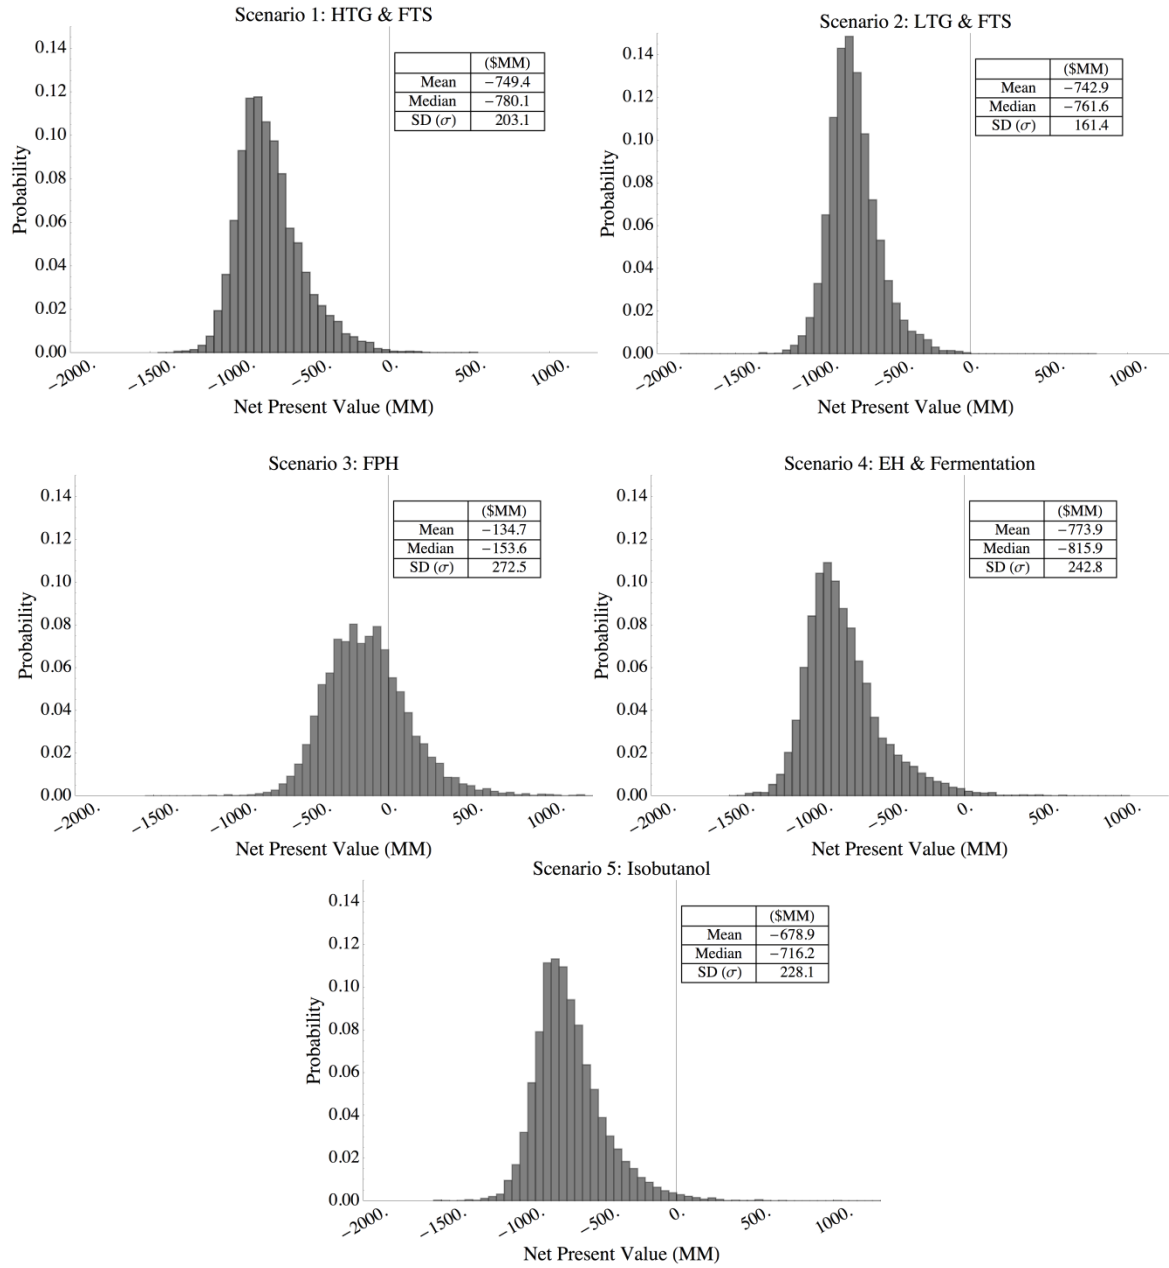 Scenario 1: HTG & FTS
0.14
0.12
0.10
0.08
0.06
0.04
0.02
0.00
Probability
($MM)
Mean −749.4
Median −780.1
SD (σ) 203.1
−2000. −1500. −1000. −500. 0. 500. 1000.
Net Present Value (MM)
Scenario 2: LTG & FTS
0.14
0.12
0.10
0.08
0.06
0.04
0.02
0.00
Probability
($MM)
Mean −742.9
Median −761.6
SD (σ) 161.4
−2000. −1500. −1000. −500. 0. 500. 1000.
Net Present Value (MM)
Scenario 3: FPH
0.14
0.12
0.10
0.08
0.06
0.04
0.02
0.00
Probability
($MM)
Mean −134.7
Median −153.6
SD (σ) 272.5
−2000. −1500. −1000. −500. 0. 500. 1000.
Net Present Value (MM)
Scenario 4: EH & Fermentation
0.14
0.12
0.10
0.08
0.06
0.04
0.02
0.00
Probability
($MM)
Mean −773.9
Median −815.9
SD (σ) 242.8
−2000. −1500. −1000. −500. 0. 500. 1000.
Net Present Value (MM)
Scenario 5: Isobutanol
0.14
0.12
0.10
0.08
0.06
0.04
0.02
0.00
Probability
($MM)
Mean −678.9
Median −716.2
SD (σ) 228.1
−2000. −1500. −1000. −500. 0. 500. 1000.
Net Present Value (MM)